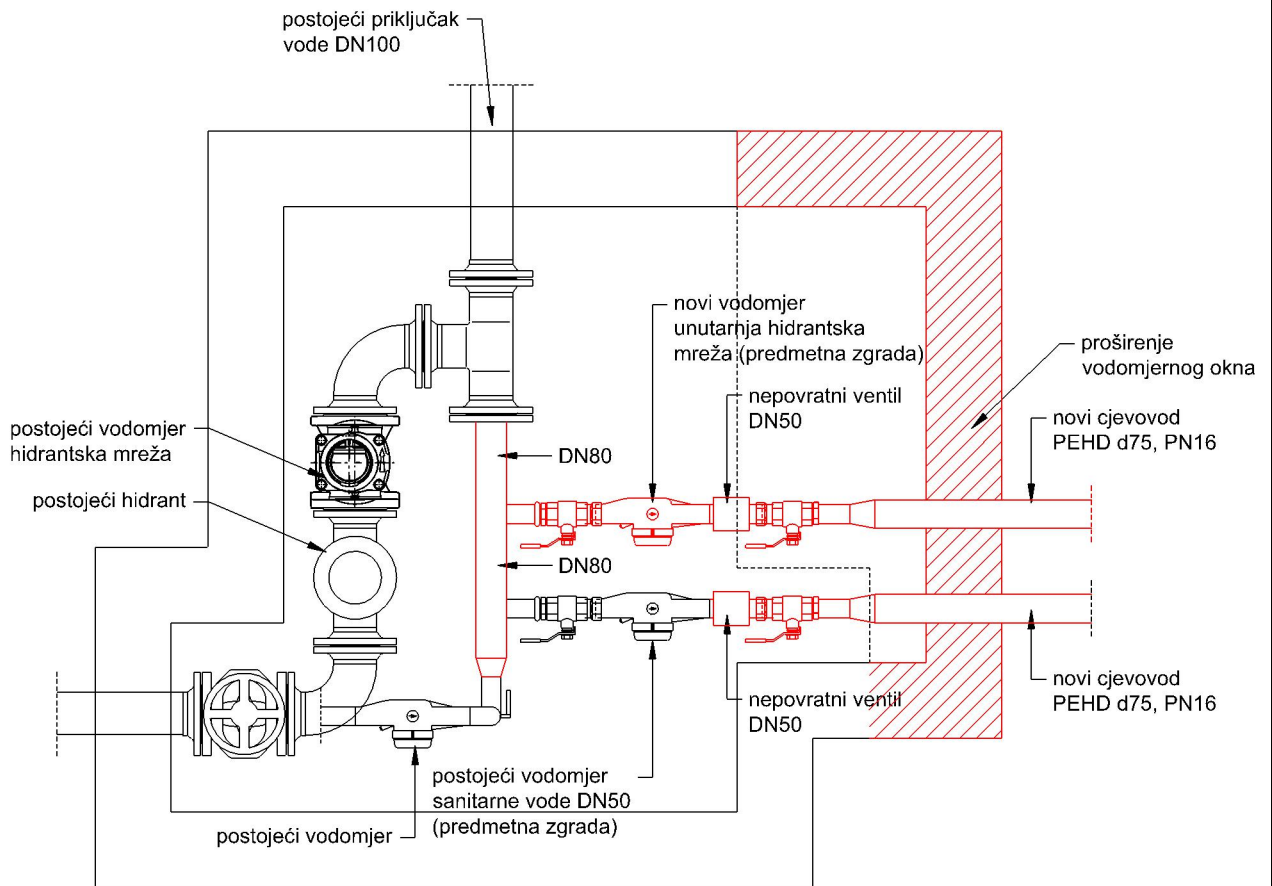 postojeći priključak
vode DN100
novi vodomjer
unutarnja hidrantska
mreža (predmetna zgrada)
proširenje
vodomjernog okna
nepovratni ventil
DN50
novi cjevovod
PEHD d75, PN16
postojeći vodomjer
hidrantska mreža
DN80
postojeći hidrant
DN80
nepovratni ventil
DN50
novi cjevovod
PEHD d75, PN16
postojeći vodomjer
sanitarne vode DN50
(predmetna zgrada)
postojeći vodomjer